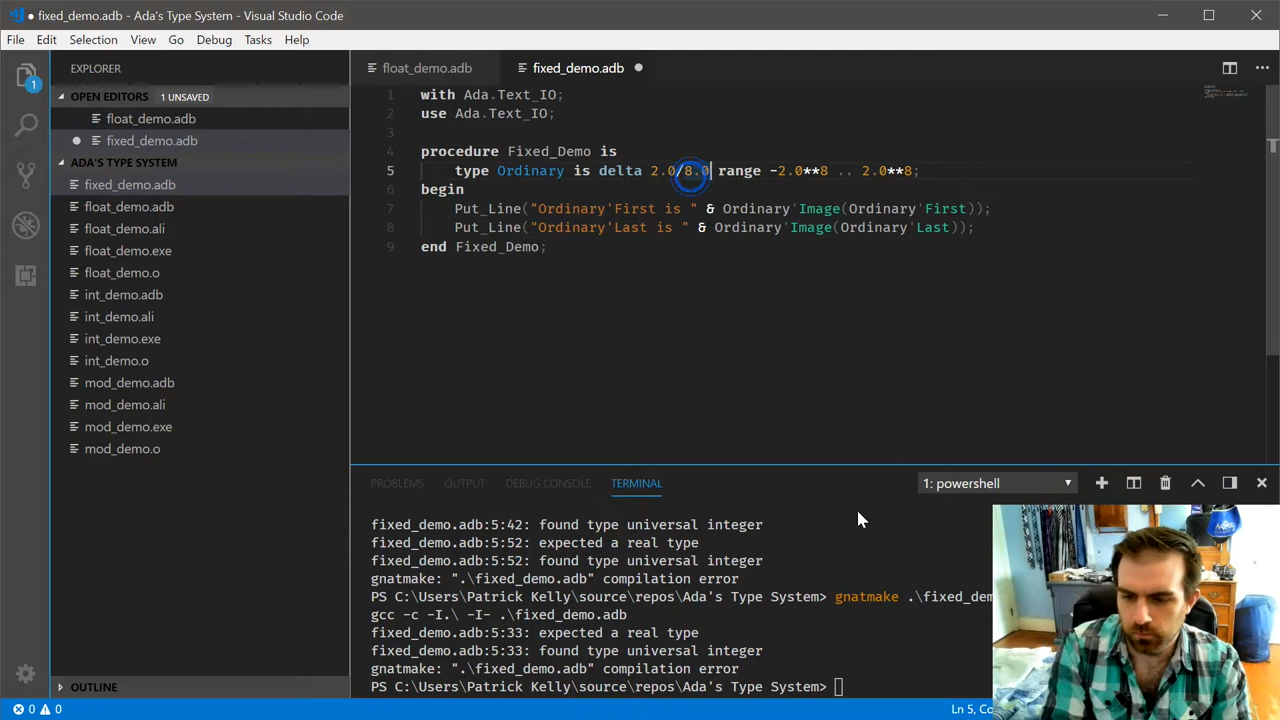 fixed_demo.adb - Ada's Type System - Visual Studio Code
File Edit Selection View Go Debug Tasks Help
1
EXPLORER
OPEN EDITORS 1 UNSAVED
float_demo.adb
fixed_demo.adb
ADA'S TYPE SYSTEM
fixed_demo.adb
float_demo.adb
float_demo.ali
float_demo.exe
float_demo.o
int_demo.adb
int_demo.ali
int_demo.exe
int_demo.o
mod_demo.adb
mod_demo.ali
mod_demo.exe
mod_demo.o
OUTLINE
float_demo.adb fixed_demo.adb
1 with Ada.Text_IO;
2 use Ada.Text_IO;
3
4 procedure Fixed_Demo is
5 type Ordinary is delta 2.0/8.0 range -2.0**8 .. 2.0**8;
6 begin
7 Put_Line("Ordinary'First is " & Ordinary'Image(Ordinary'First));
8 Put_Line("Ordinary'Last is " & Ordinary'Image(Ordinary'Last));
9 end Fixed_Demo;
PROBLEMS OUTPUT DEBUG CONSOLE TERMINAL 1: powershell
fixed_demo.adb:5:42: found type universal integer
fixed_demo.adb:5:52: expected a real type
fixed_demo.adb:5:52: found type universal integer
gnatmake: ".\fixed_demo.adb" compilation error
PS C:\Users\Patrick Kelly\source\repos\Ada's Type System> gnatmake .\fixed_dem
gcc -c -I.\ -I- .\fixed_demo.adb
fixed_demo.adb:5:33: expected a real type
fixed_demo.adb:5:33: found type universal integer
gnatmake: ".\fixed_demo.adb" compilation error
PS C:\Users\Patrick Kelly\source\repos\Ada's Type System>
0 0 Ln 5, Co